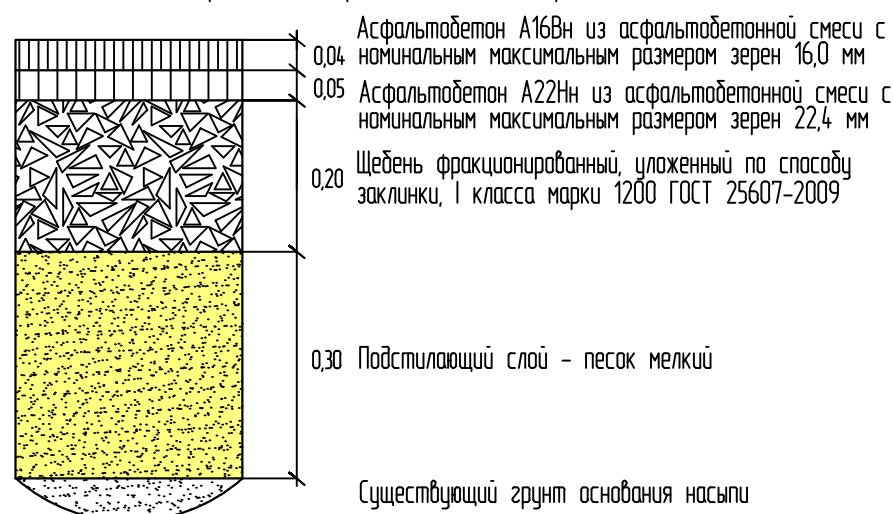 Асфальтобетон А16Вн из асфальтобетонной смеси с
0,04 номинальным максимальным размером зерен 16,0 мм
0,05 Асфальтобетон А22Нн из асфальтобетонной смеси с
номинальным максимальным размером зерен 22,4 мм
0,20 Щебень фракционированный, уложенный по способу
заклинки, I класса марки 1200 ГОСТ 25607-2009
0,30 Подстилающий слой - песок мелкий
Существующий грунт основания насыпи